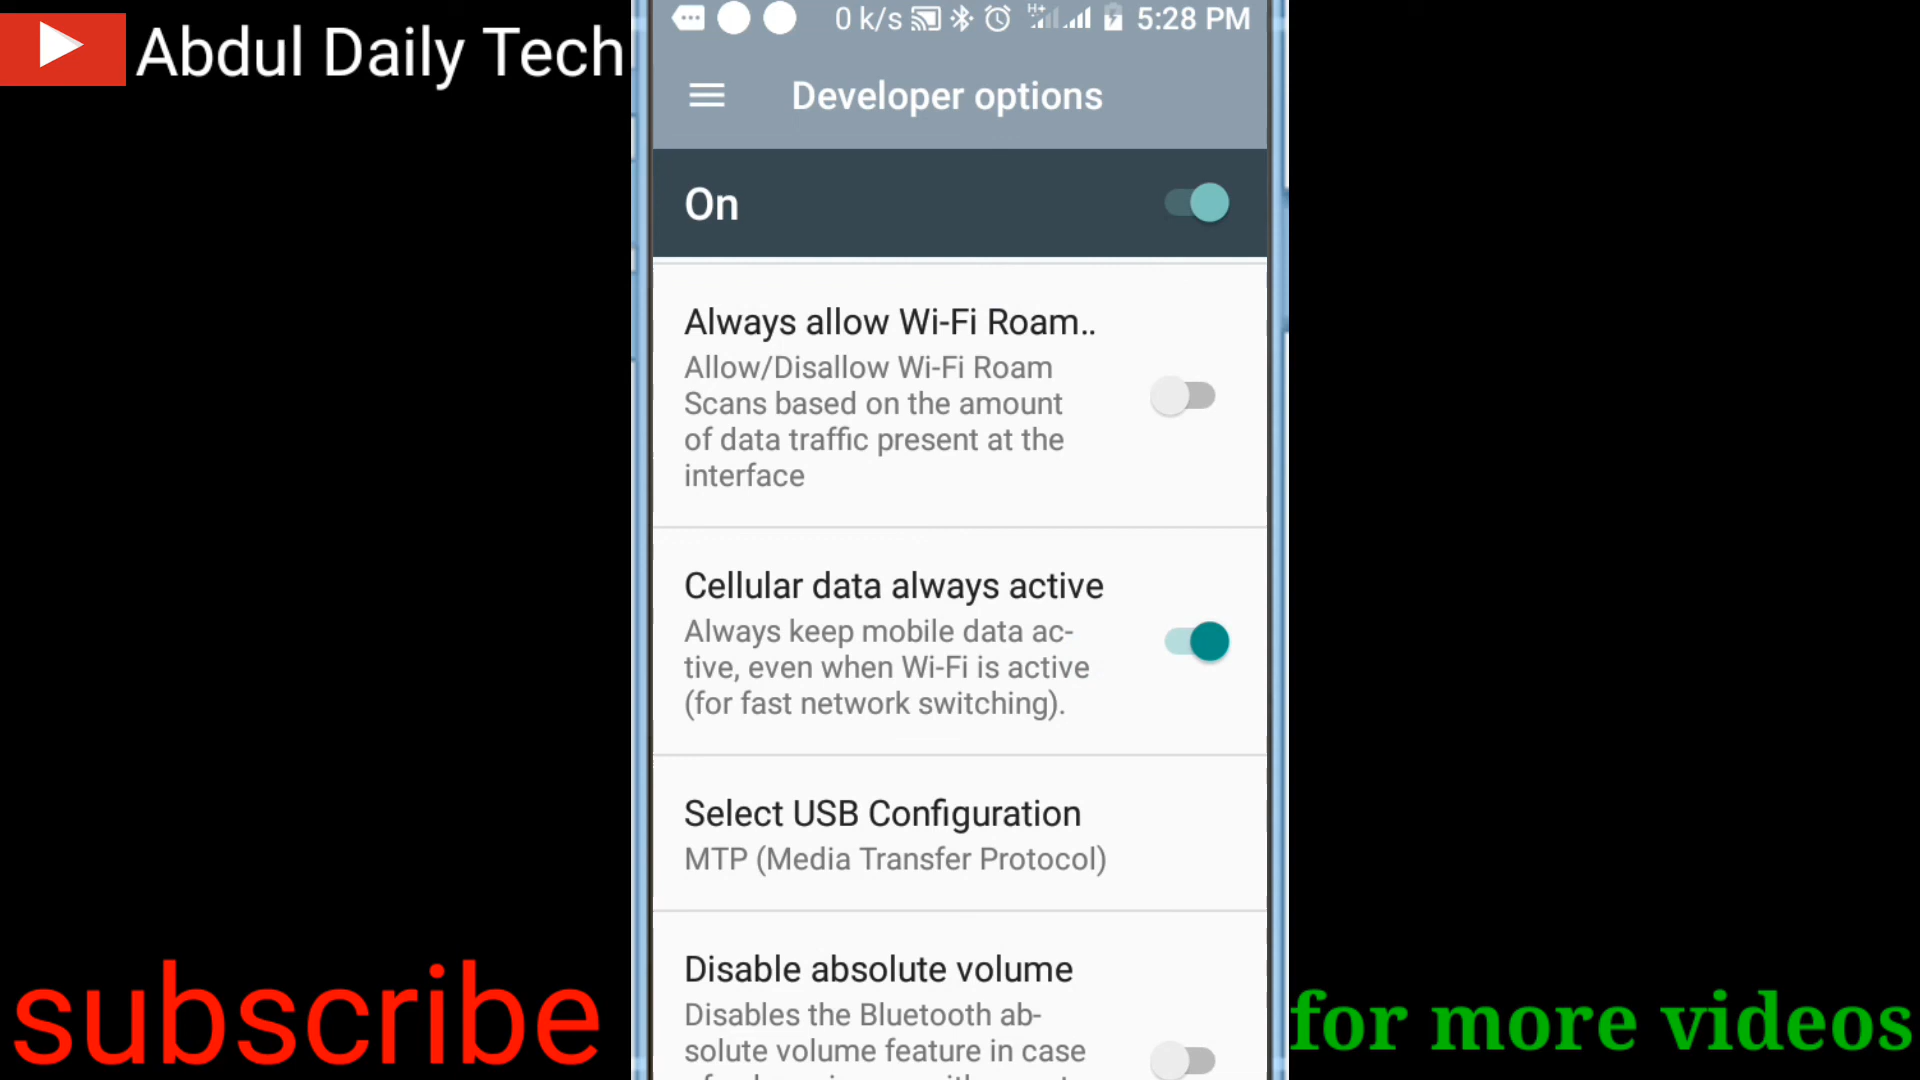 Abdul Daily Tech
0 k/s H+ 5:28 PM
Developer options
On
Always allow Wi-Fi Roam..
Allow/Disallow Wi-Fi Roam
Scans based on the amount
of data traffic present at the
interface
Cellular data always active
Always keep mobile data ac-
tive, even when Wi-Fi is active
(for fast network switching).
Select USB Configuration
MTP (Media Transfer Protocol)
Disable absolute volume
Disables the Bluetooth ab-
solute volume feature in case
subscribe
for more videos